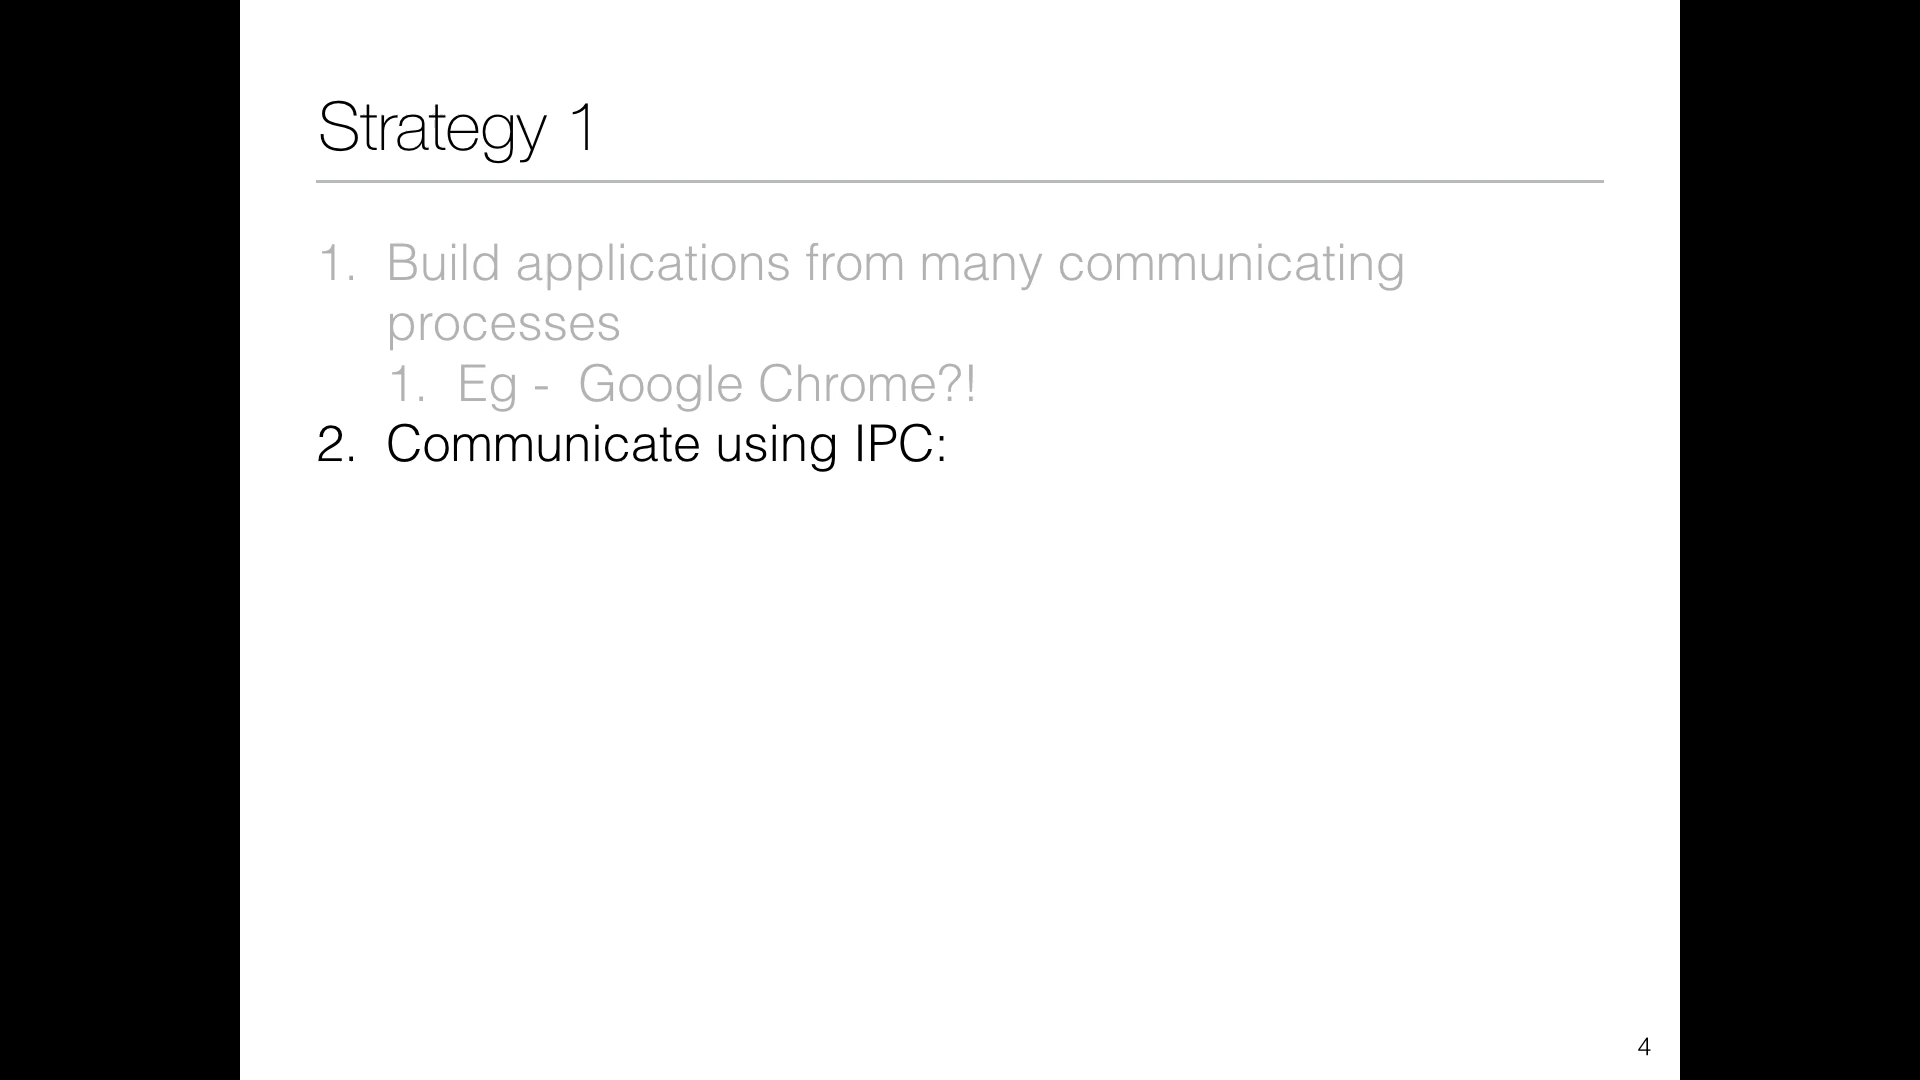 Strategy 1
1. Build applications from many communicating
processes
1. Eg - Google Chrome?!
2. Communicate using IPC:
4